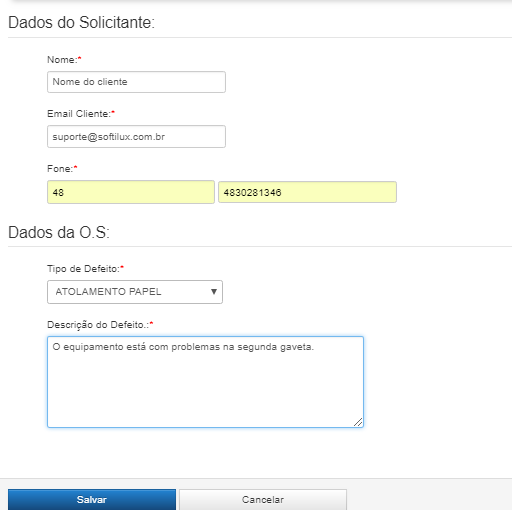 Dados do Solicitante:
Nome:*
Nome do cliente
Email Cliente:*
suporte@softilux.com.br
Fone:*
48 4830281346
Dados da O.S:
Tipo de Defeito:*
ATOLAMENTO PAPEL
Descrição do Defeito.:*
O equipamento está com problemas na segunda gaveta.
Salvar Cancelar